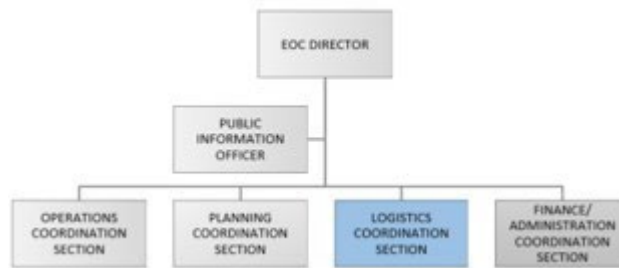 EOC DIRECTOR
PUBLIC
INFORMATION
OFFICER
OPERATIONS
COORDINATION
SECTION
PLANNING
COORDINATION
SECTION
LOGISTICS
COORDINATION
SECTION
FINANCE/
ADMINISTRATION
COORDINATION
SECTION